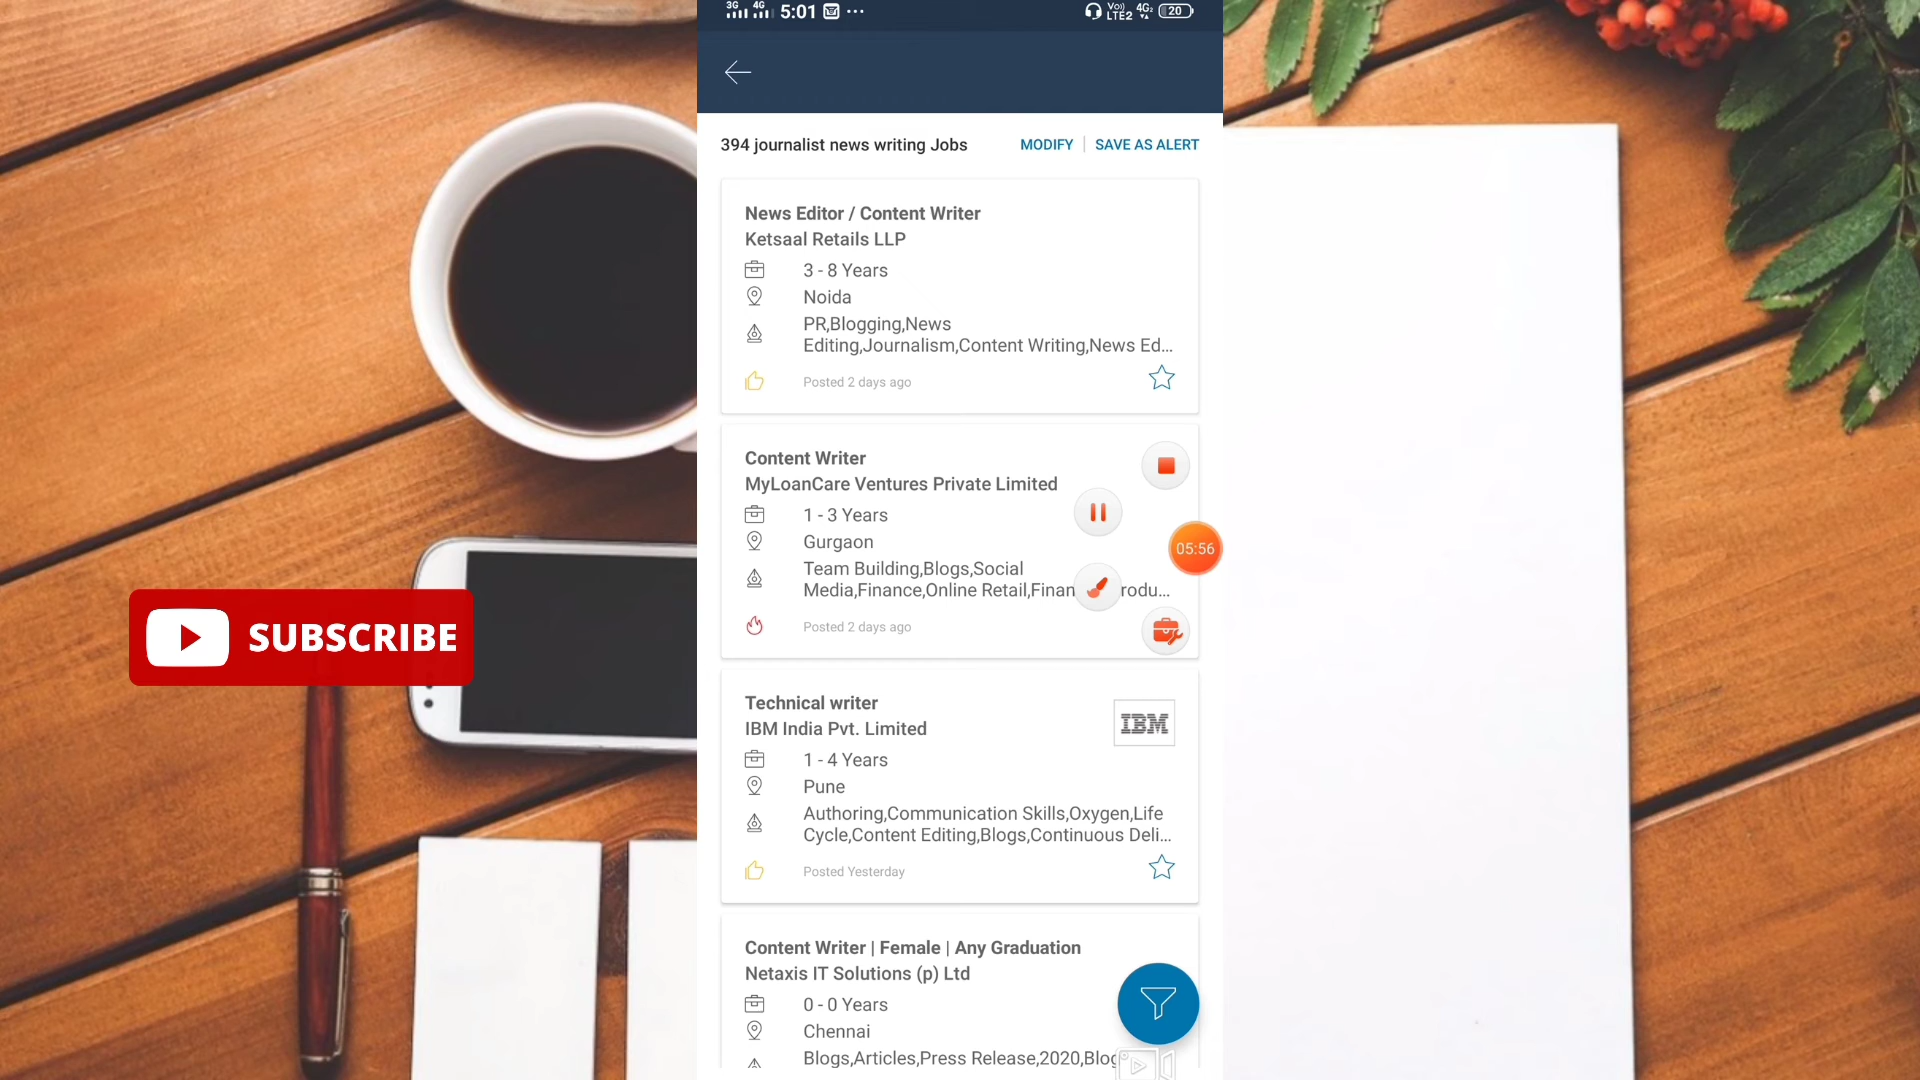 3G 4G 5:01 ... Vo)) LTE2 4G2 20
394 journalist news writing Jobs MODIFY | SAVE AS ALERT
News Editor / Content Writer
Ketsaal Retails LLP
3 - 8 Years
Noida
PR,Blogging,News
Editing,Journalism,Content Writing,News Ed...
Posted 2 days ago
Content Writer
MyLoanCare Ventures Private Limited
1 - 3 Years
Gurgaon
05:56
Team Building,Blogs,Social
Media,Finance,Online Retail,Finan rodu...
Posted 2 days ago
SUBSCRIBE
Technical writer
IBM
IBM India Pvt. Limited
1 - 4 Years
Pune
Authoring,Communication Skills,Oxygen,Life
Cycle,Content Editing,Blogs,Continuous Deli...
Posted Yesterday
Content Writer | Female | Any Graduation
Netaxis IT Solutions (p) Ltd
0 - 0 Years
Chennai
Blogs,Articles,Press Release,2020,Blog